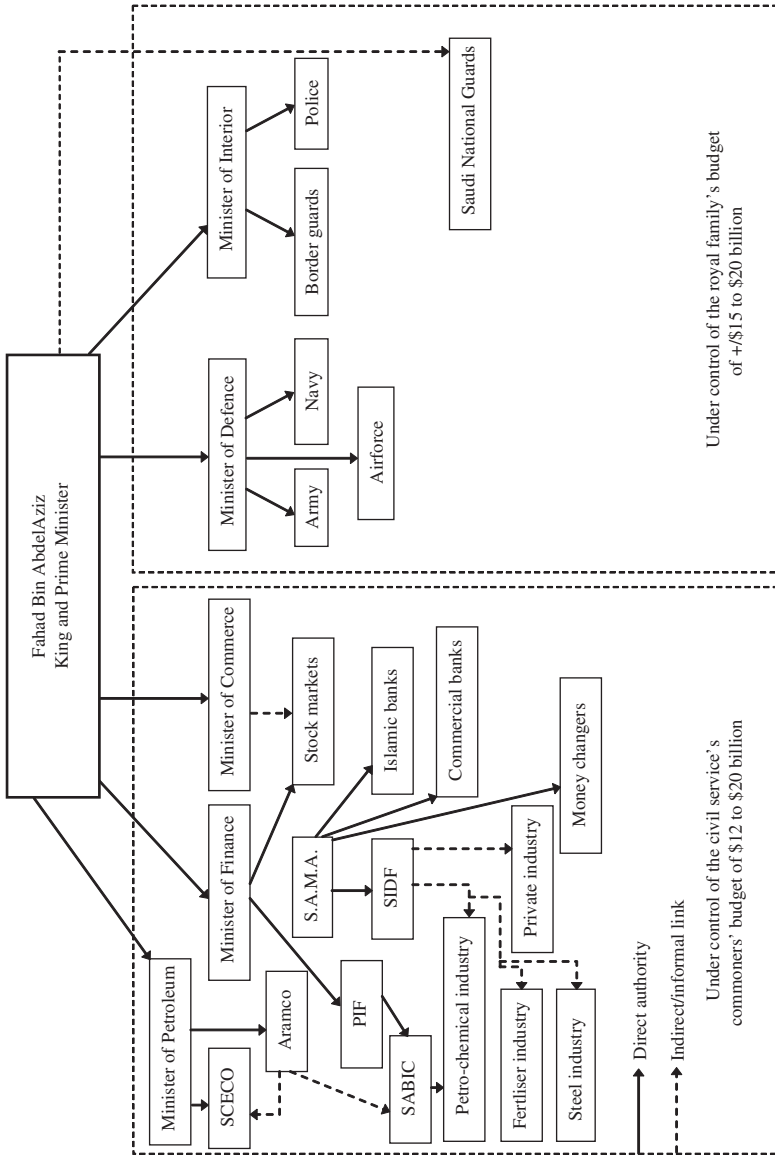 Fahad Bin AbdelAziz
King and Prime Minister
Minister of Petroleum
Minister of Finance
Minister of Commerce
Minister of Defence
Minister of Interior
SCECO
Aramco
PIF
SABIC
S.A.M.A.
SIDF
Stock markets
Islamic banks
Commercial banks
Money changers
Petro-chemical industry
Fertliser industry
Steel industry
Private industry
Army
Navy
Airforce
Border guards
Police
Saudi National Guards
Direct authority
Indirect/informal link
Under control of the civil service's
commoners' budget of $12 to $20 billion
Under control of the royal family's budget
of +/$15 to $20 billion